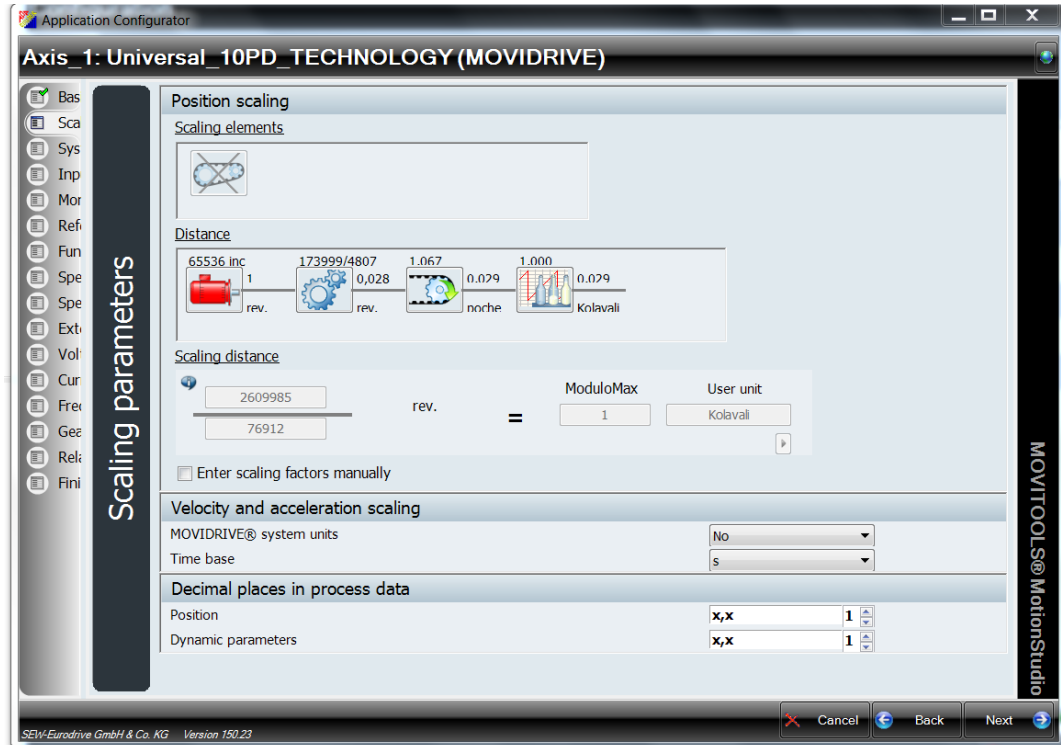 Application Configurator
Axis_1: Universal_10PD_TECHNOLOGY (MOVIDRIVE)
Bas
Sca
Sys
Inp
Mor
Refe
Fun
Spe
Spe
Exte
Volt
Curr
Freq
Gea
Rela
Fini
Scaling parameters
Position scaling
Scaling elements
Distance
65536 inc 173999/4807 1.067 1.000
1 0,028 0.029 0.029
rev. rev. poche Kolavali
Scaling distance
2609985
76912
rev.
=
ModuloMax User unit
1 Kolavali
Enter scaling factors manually
Velocity and acceleration scaling
MOVIDRIVE® system units No
Time base s
Decimal places in process data
Position x,x 1
Dynamic parameters x,x 1
MOVITOOLS® MotionStudio
Cancel Back Next
SEW-Eurodrive GmbH & Co. KG Version 150.23